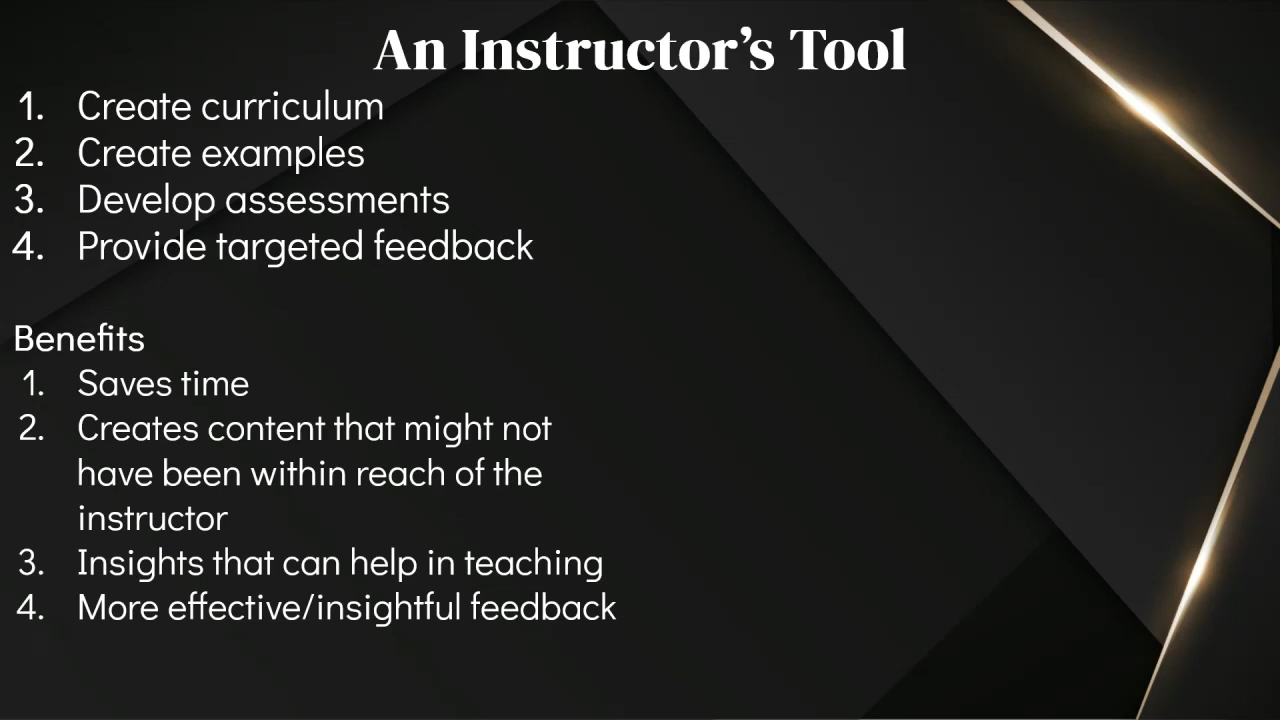 An Instructor’s Tool
1. Create curriculum
2. Create examples
3. Develop assessments
4. Provide targeted feedback
Benefits
1. Saves time
2. Creates content that might not
have been within reach of the
instructor
3. Insights that can help in teaching
4. More effective/insightful feedback